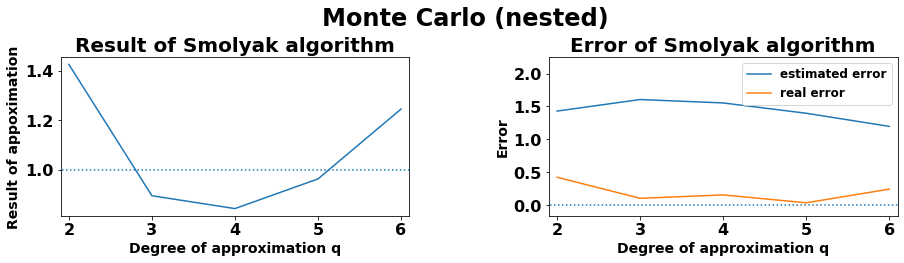 Monte Carlo (nested)
Result of Smolyak algorithm
Result of appoximation
1.4
1.2
1.0
2 3 4 5 6
Degree of approximation q
Error of Smolyak algorithm
Error
2.0
1.5
1.0
0.5
0.0
estimated error
real error
2 3 4 5 6
Degree of approximation q